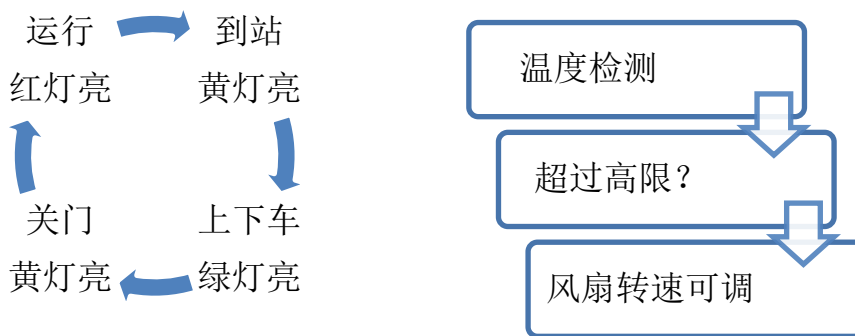 运行
红灯亮
到站
黄灯亮
上下车
绿灯亮
关门
黄灯亮
温度检测
超过高限？
风扇转速可调